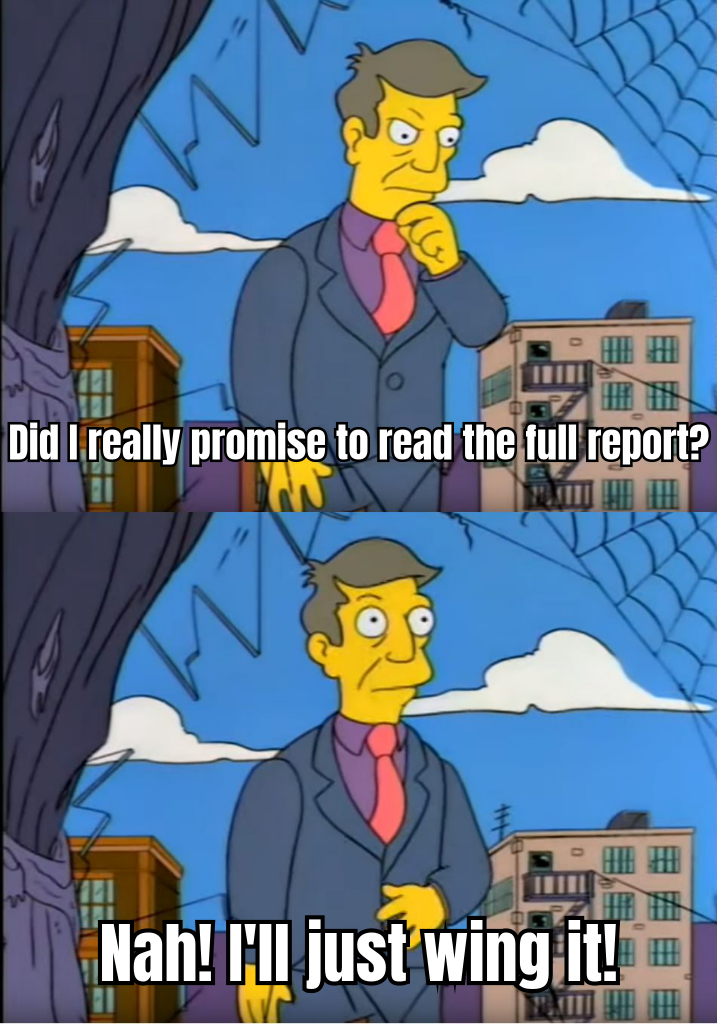 Did I really promise to read the full report?
Nah! I'll just wing it!